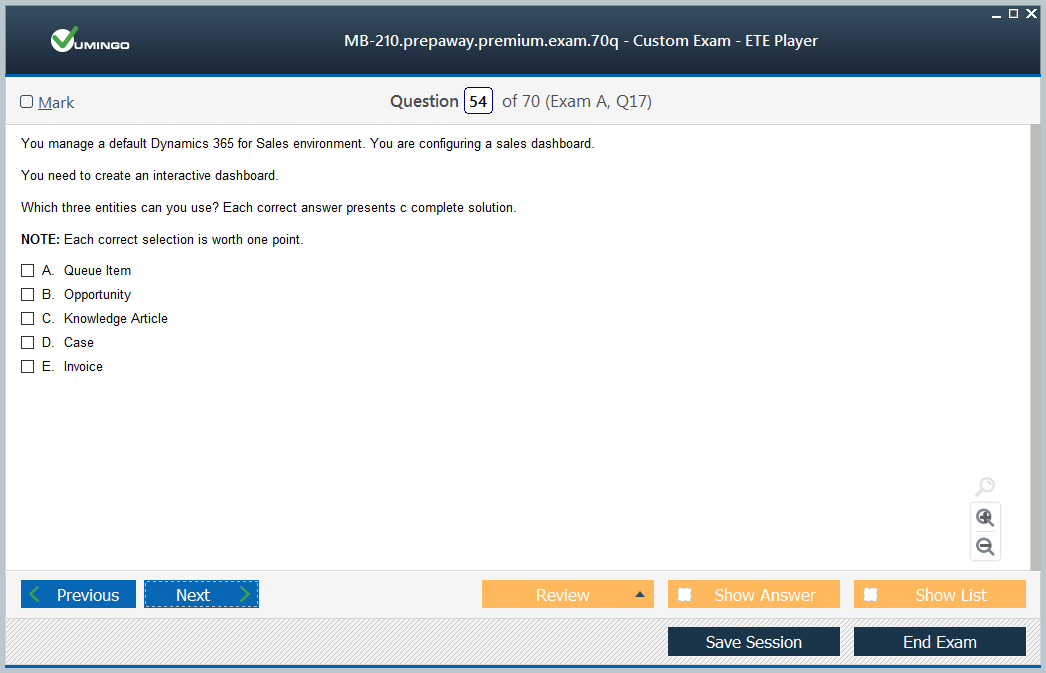 VUMINGO
MB-210.prepaway.premium.exam.70q - Custom Exam - ETE Player
Mark
Question 54 of 70 (Exam A, Q17)
You manage a default Dynamics 365 for Sales environment. You are configuring a sales dashboard.
You need to create an interactive dashboard.
Which three entities can you use? Each correct answer presents c complete solution.
NOTE: Each correct selection is worth one point.
A. Queue Item
B. Opportunity
C. Knowledge Article
D. Case
E. Invoice
Previous
Next
Review
Show Answer
Show List
Save Session
End Exam